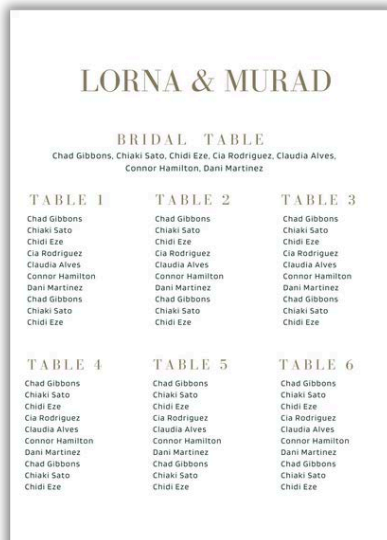 LORNA & MURAD
BRIDAL TABLE
Chad Gibbons, Chiaki Sato, Chidi Eze, Cia Rodriguez, Claudia Alves,
Connor Hamilton, Dani Martinez
TABLE 1
Chad Gibbons
Chiaki Sato
Chidi Eze
Cia Rodriguez
Claudia Alves
Connor Hamilton
Dani Martinez
Chad Gibbons
Chiaki Sato
Chidi Eze
TABLE 2
Chad Gibbons
Chiaki Sato
Chidi Eze
Cia Rodriguez
Claudia Alves
Connor Hamilton
Dani Martinez
Chad Gibbons
Chiaki Sato
Chidi Eze
TABLE 3
Chad Gibbons
Chiaki Sato
Chidi Eze
Cia Rodriguez
Claudia Alves
Connor Hamilton
Dani Martinez
Chad Gibbons
Chiaki Sato
Chidi Eze
TABLE 4
Chad Gibbons
Chiaki Sato
Chidi Eze
Cia Rodriguez
Claudia Alves
Connor Hamilton
Dani Martinez
Chad Gibbons
Chiaki Sato
Chidi Eze
TABLE 5
Chad Gibbons
Chiaki Sato
Chidi Eze
Cia Rodriguez
Claudia Alves
Connor Hamilton
Dani Martinez
Chad Gibbons
Chiaki Sato
Chidi Eze
TABLE 6
Chad Gibbons
Chiaki Sato
Chidi Eze
Cia Rodriguez
Claudia Alves
Connor Hamilton
Dani Martinez
Chad Gibbons
Chiaki Sato
Chidi Eze